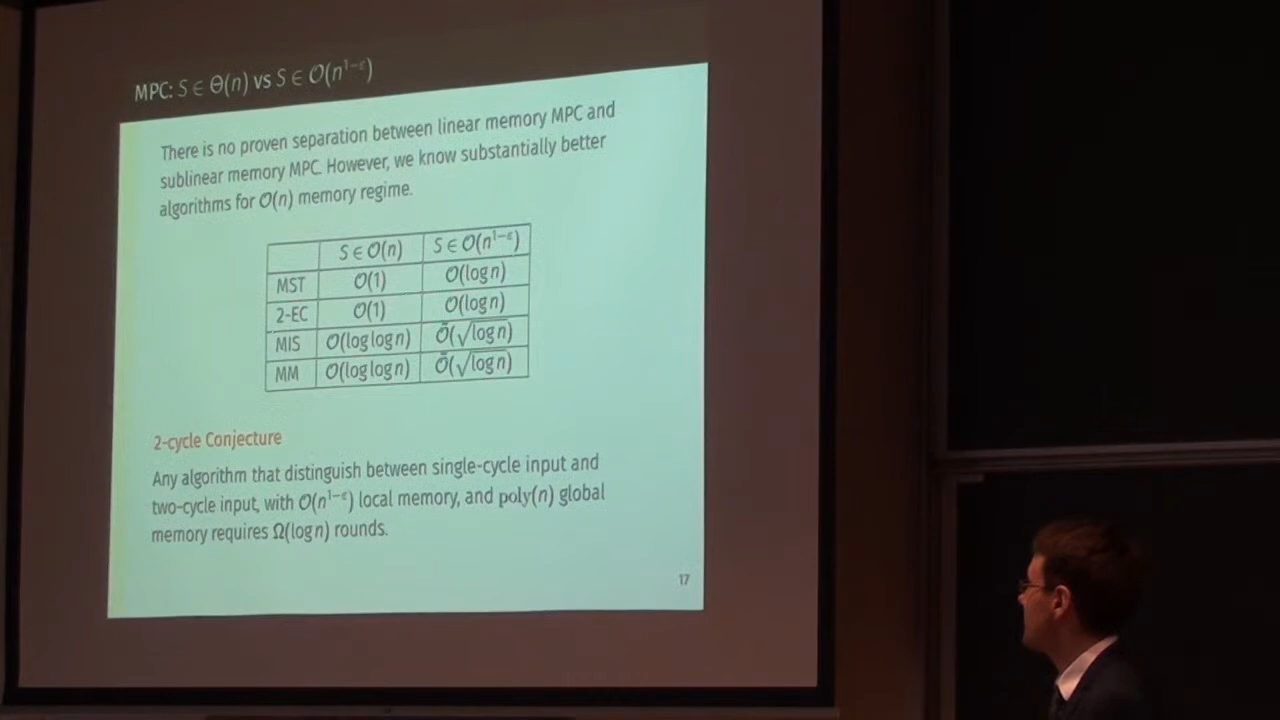 MPC: S ∈ Θ(n) vs S ∈ O(n^{1−ε})
There is no proven separation between linear memory MPC and
sublinear memory MPC. However, we know substantially better
algorithms for O(n) memory regime.
S ∈ O(n) S ∈ O(n^{1−ε})
MST O(1) O(log n)
2-EC O(1) O(log n)
MIS O(log log n) Õ(√log n)
MM O(log log n) Õ(√log n)
2-cycle Conjecture
Any algorithm that distinguish between single-cycle input and
two-cycle input, with O(n^{1−ε}) local memory, and poly(n) global
memory requires Ω(log n) rounds.
17